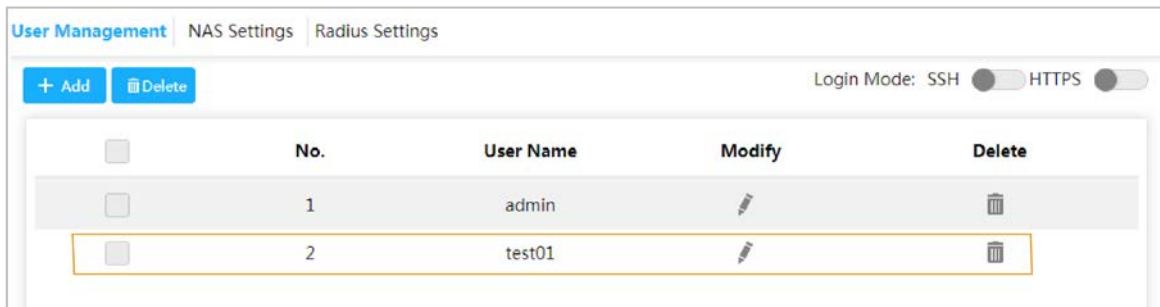 User Management NAS Settings Radius Settings
+ Add Delete Login Mode: SSH HTTPS
No. User Name Modify Delete
1 admin
2 test01